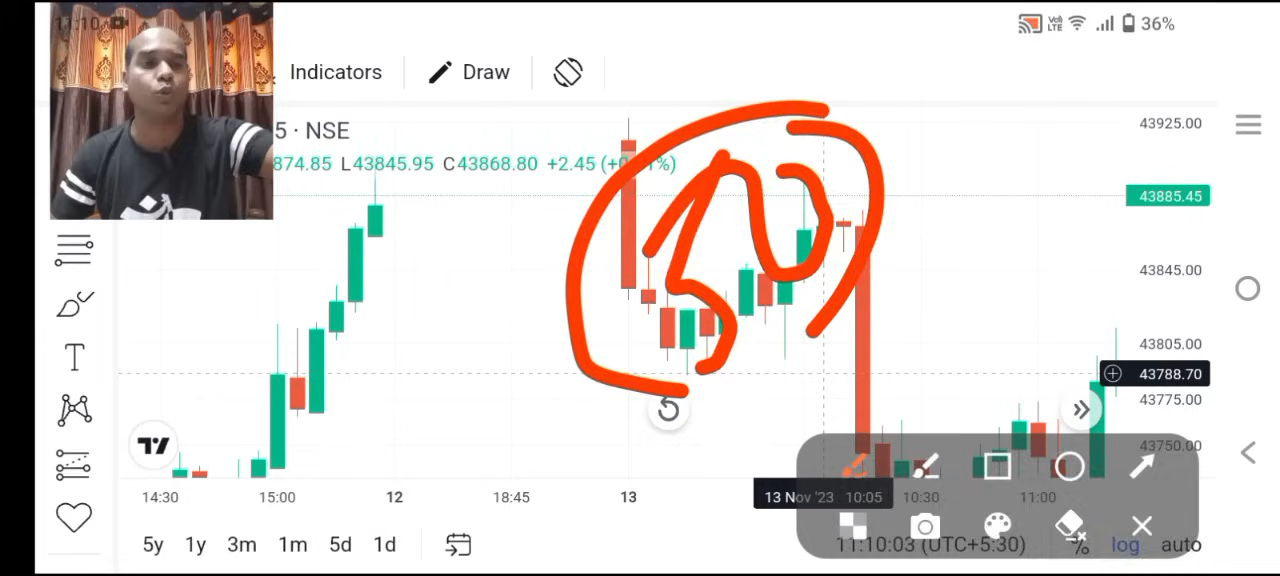 11:10
VoI LTE
36%
Indicators
Draw
5 · NSE
874.85 L43845.95 C43868.80 +2.45
43925.00
43885.45
43845.00
43805.00
43788.70
43775.00
43750.00
14:30 15:00 12 18:45 13 13 Nov '23 10:05 10:30 11:00
50
5y 1y 3m 1m 5d 1d
11:10:03 (UTC+5:30) % log auto